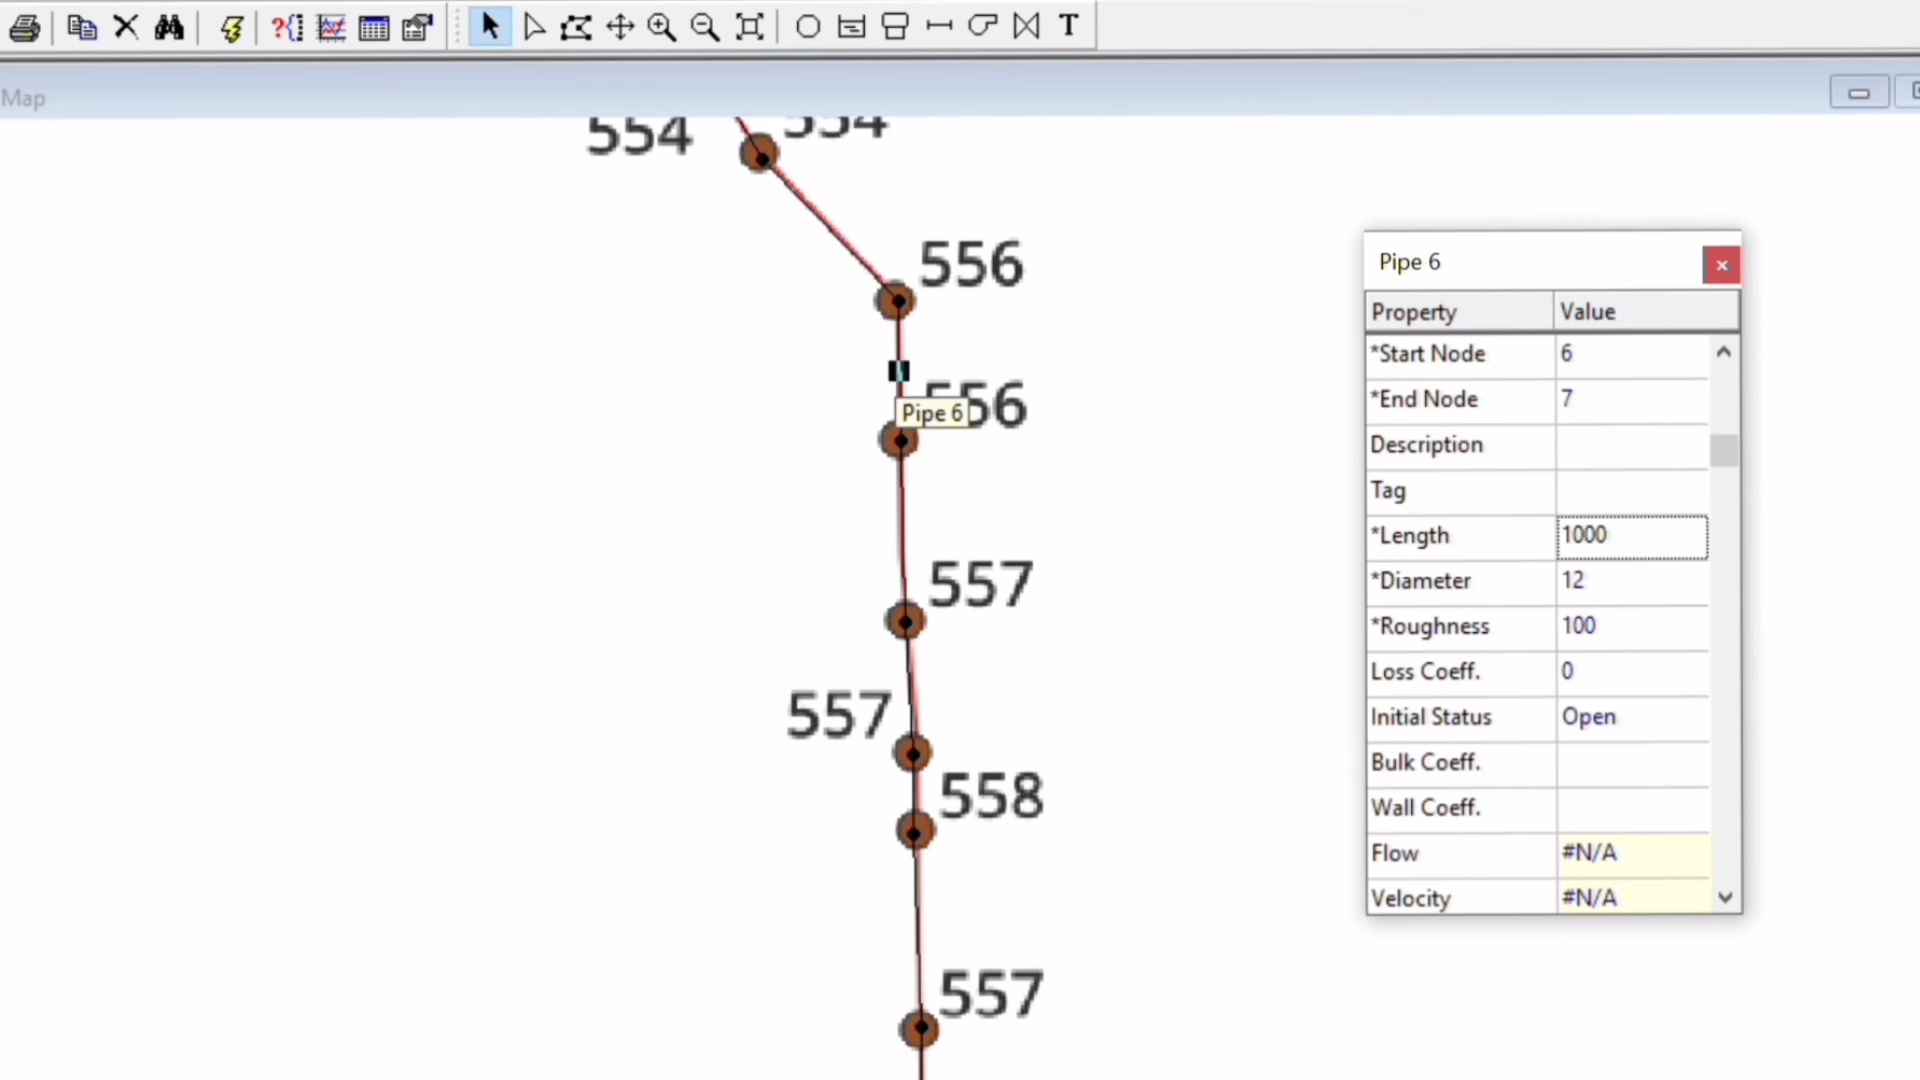 T
Map
554
554
556
556
Pipe 6
557
557
558
557
Pipe 6
x
Property Value
*Start Node 6
*End Node 7
Description
Tag
*Length 1000
*Diameter 12
*Roughness 100
Loss Coeff. 0
Initial Status Open
Bulk Coeff.
Wall Coeff.
Flow #N/A
Velocity #N/A